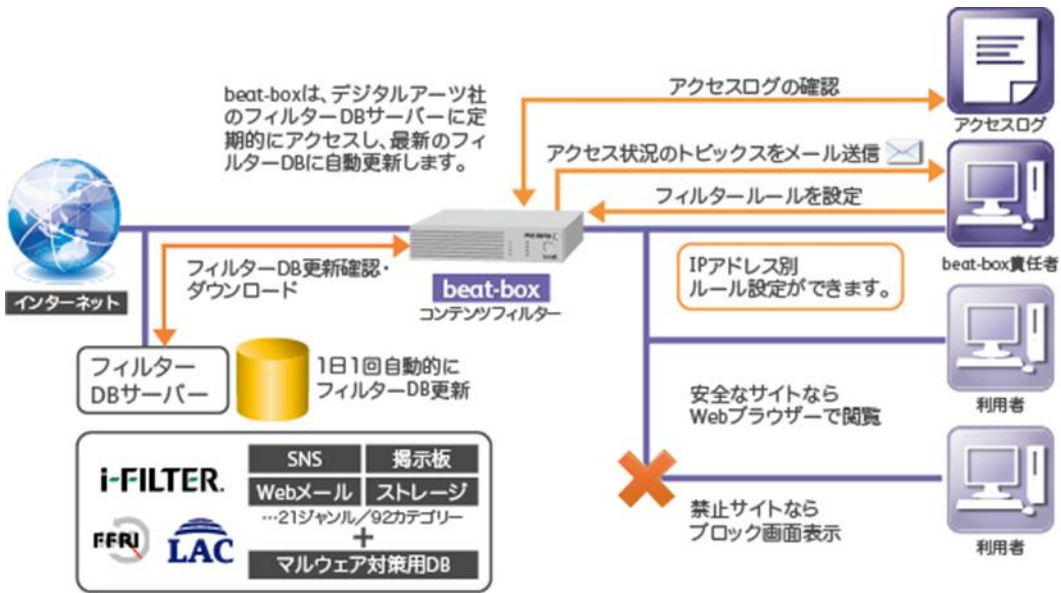 beat-boxは、デジタルアーツ社
のフィルターDBサーバーに定
期的にアクセスし、最新のフィ
ルターDBに自動更新します。
アクセスログの確認
アクセスログ
アクセス状況のトピックスをメール送信
フィルタールールを設定
beat-box責任者
インターネット
フィルターDB更新確認・
ダウンロード
beat-box
コンテンツフィルター
IPアドレス別
ルール設定ができます。
フィルター
DBサーバー
1日1回自動的に
フィルターDB更新
安全なサイトなら
Webブラウザーで閲覧
利用者
禁止サイトなら
ブロック画面表示
利用者
i-FILTER.
FFRI
LAC
SNS
掲示板
Webメール
ストレージ
…21ジャンル/92カテゴリー
+
マルウェア対策用DB